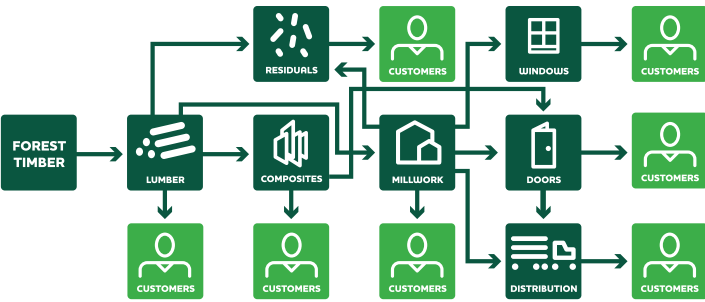 RESIDUALS
CUSTOMERS
WINDOWS
CUSTOMERS
FOREST
TIMBER
LUMBER
COMPOSITES
MILLWORK
DOORS
CUSTOMERS
CUSTOMERS
CUSTOMERS
CUSTOMERS
DISTRIBUTION
CUSTOMERS